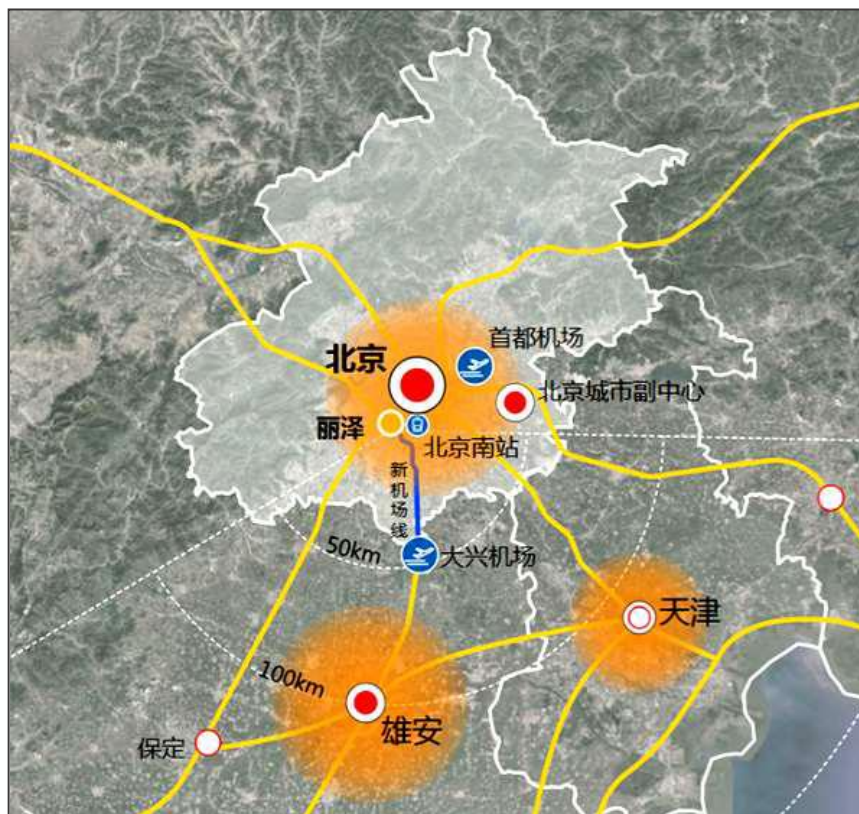 首都机场
北京
北京城市副中心
丽泽
北京南站
新机场线
50km
大兴机场
天津
100km
雄安
保定